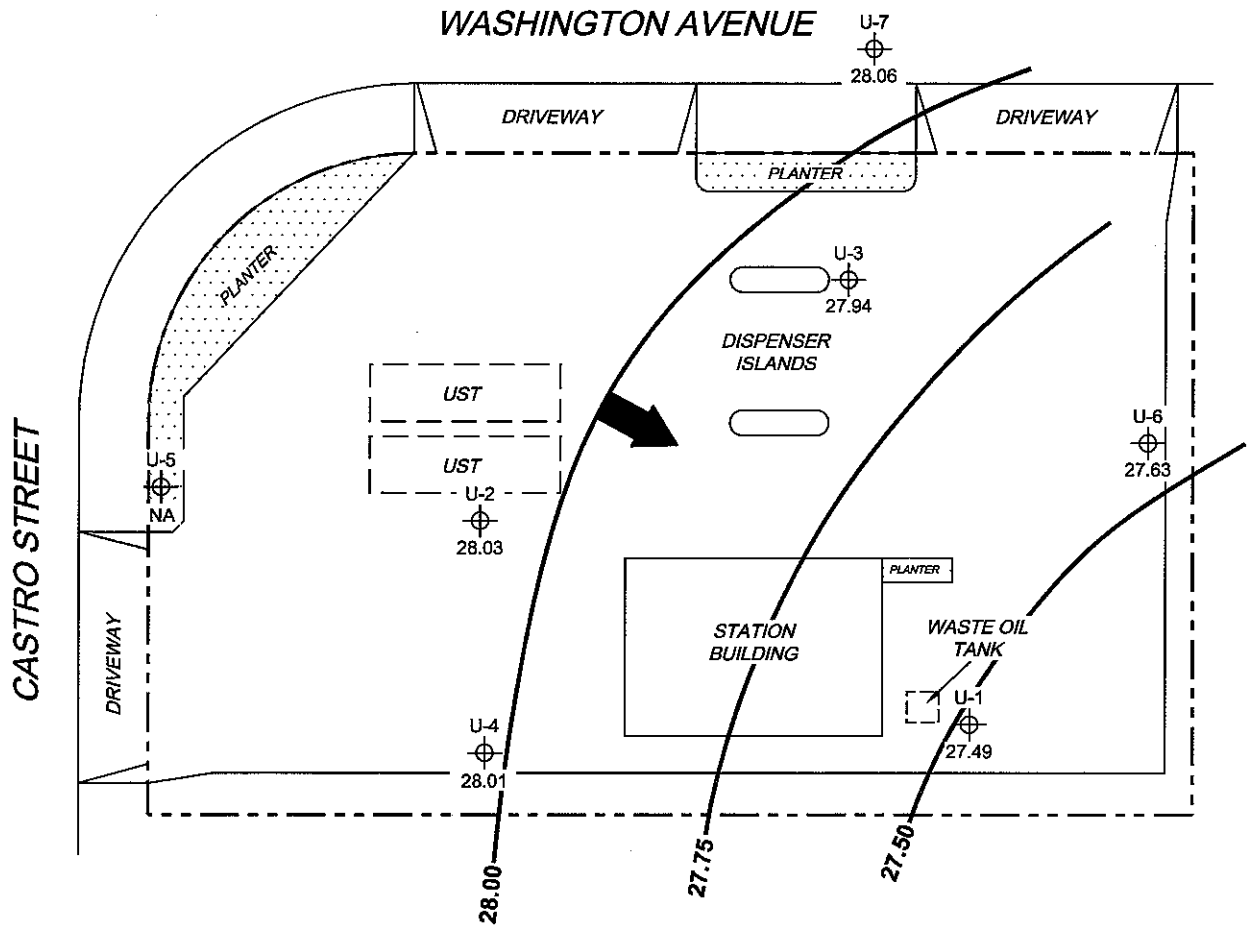 WASHINGTON AVENUE
U-7
28.06
DRIVEWAY
DRIVEWAY
PLANTER
PLANTER
U-3
27.94
DISPENSER
ISLANDS
UST
UST
U-2
28.03
U-5
NA
U-6
27.63
CASTRO STREET
DRIVEWAY
PLANTER
STATION
BUILDING
WASTE OIL
TANK
U-1
27.49
U-4
28.01
28.00
27.75
27.50